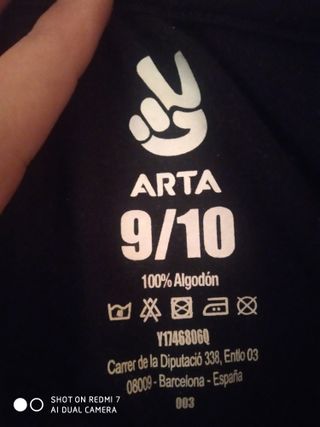 ARTA
9/10
100% Algodón
Y1746806Q
Carrer de la Diputació 338, Entlo 03
08009 - Barcelona - España
003
SHOT ON REDMI 7
AI DUAL CAMERA